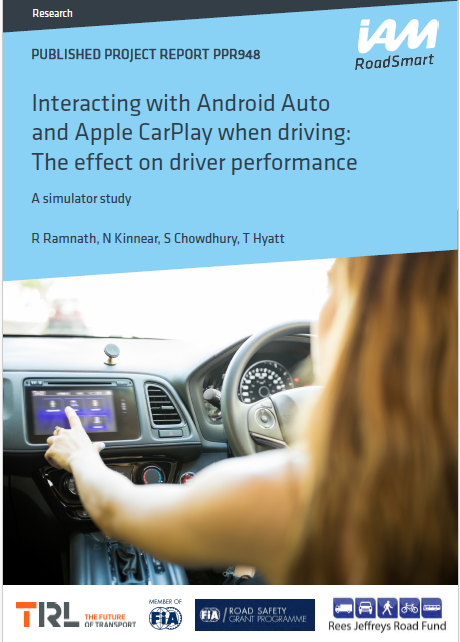 Research
PUBLISHED PROJECT REPORT PPR948
iAM
RoadSmart
Interacting with Android Auto
and Apple CarPlay when driving:
The effect on driver performance
A simulator study
R Ramnath, N Kinnear, S Chowdhury, T Hyatt
TRL
THE FUTURE
OF TRANSPORT
MEMBER OF
FIA
FIA
ROAD SAFETY
GRANT PROGRAMME
Rees Jeffreys Road Fund